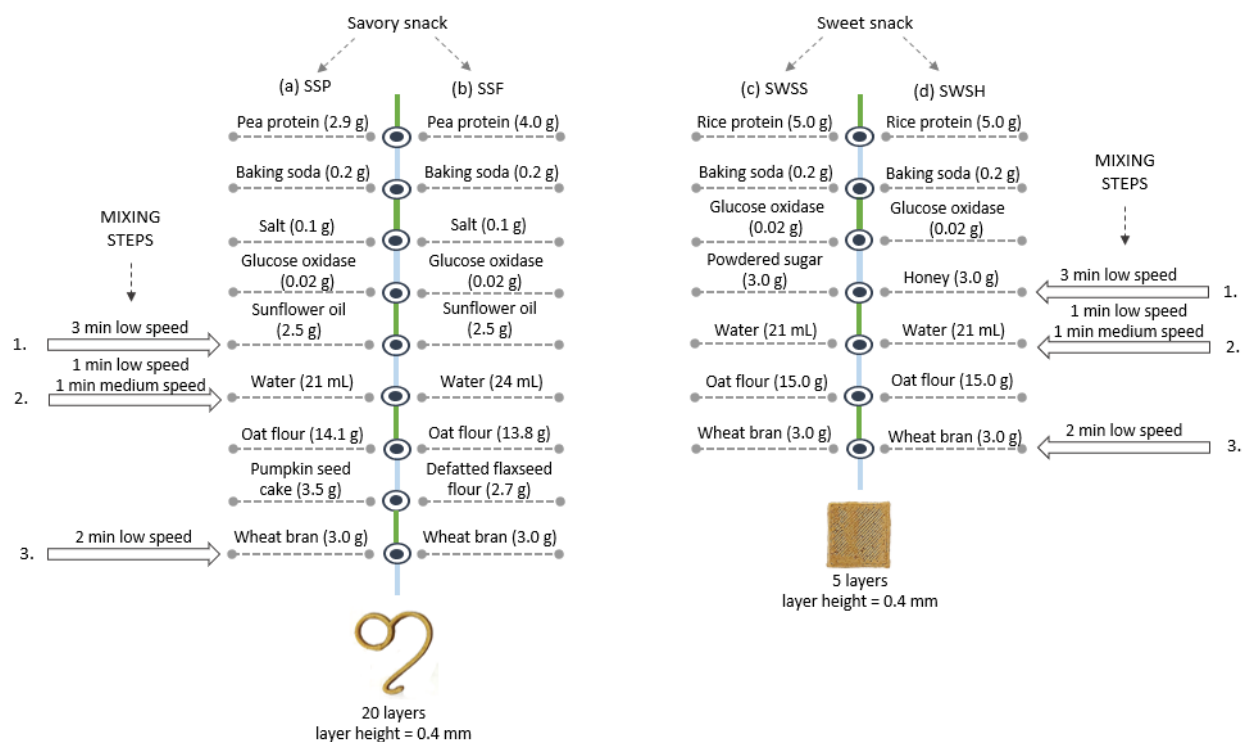 Savory snack
(a) SSP
(b) SSF
Pea protein (2.9 g)
Pea protein (4.0 g)
Baking soda (0.2 g)
Baking soda (0.2 g)
MIXING
STEPS
Salt (0.1 g)
Salt (0.1 g)
Glucose oxidase
(0.02 g)
Glucose oxidase
(0.02 g)
1.
3 min low speed
Sunflower oil
(2.5 g)
Sunflower oil
(2.5 g)
2.
1 min low speed
1 min medium speed
Water (21 mL)
Water (24 mL)
Oat flour (14.1 g)
Oat flour (13.8 g)
Pumpkin seed
cake (3.5 g)
Defatted flaxseed
flour (2.7 g)
3.
2 min low speed
Wheat bran (3.0 g)
Wheat bran (3.0 g)
20 layers
layer height = 0.4 mm
Sweet snack
(c) SWSS
(d) SWSH
Rice protein (5.0 g)
Rice protein (5.0 g)
MIXING
STEPS
Baking soda (0.2 g)
Baking soda (0.2 g)
Glucose oxidase
(0.02 g)
Glucose oxidase
(0.02 g)
Powdered sugar
(3.0 g)
Honey (3.0 g)
3 min low speed
1.
Water (21 mL)
Water (21 mL)
1 min low speed
1 min medium speed
2.
Oat flour (15.0 g)
Oat flour (15.0 g)
Wheat bran (3.0 g)
Wheat bran (3.0 g)
2 min low speed
3.
5 layers
layer height = 0.4 mm